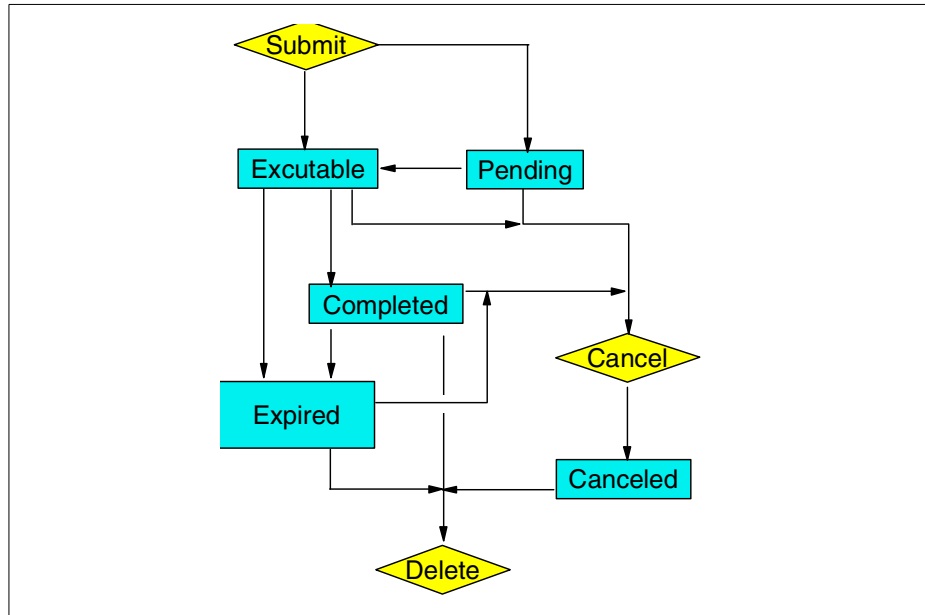 Submit
Excutable
Pending
Completed
Cancel
Expired
Canceled
Delete